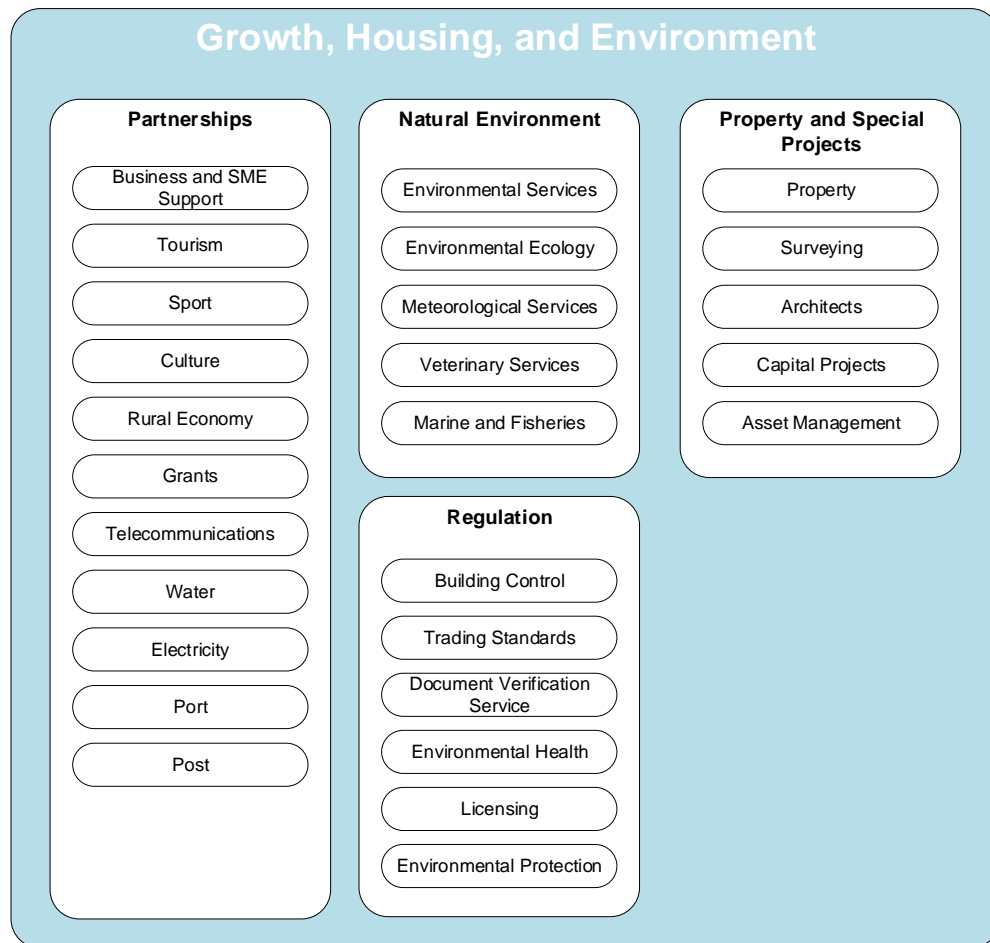 Growth, Housing, and Environment
Partnerships
Business and SME
Support
Tourism
Sport
Culture
Rural Economy
Grants
Telecommunications
Water
Electricity
Port
Post
Natural Environment
Environmental Services
Environmental Ecology
Meteorological Services
Veterinary Services
Marine and Fisheries
Regulation
Building Control
Trading Standards
Document Verification
Service
Environmental Health
Licensing
Environmental Protection
Property and Special
Projects
Property
Surveying
Architects
Capital Projects
Asset Management